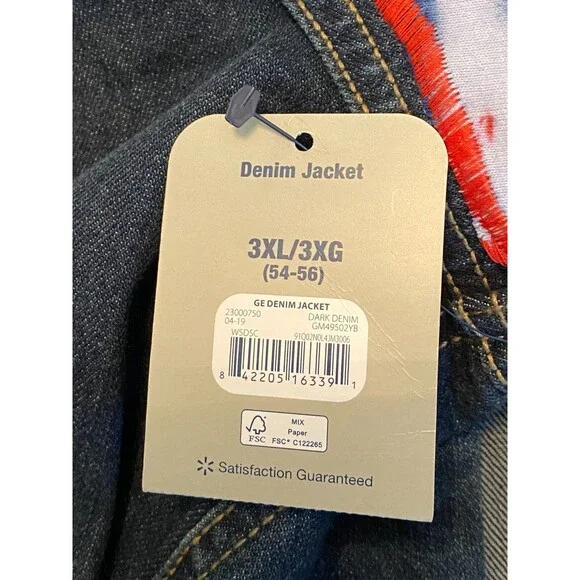 Denim Jacket
3XL/3XG
(54-56)
GE DENIM JACKET
23000750 DARK DENIM
04-19 GM49502YB
WSDSC 91Q02N0L43M3006
8 42205 16339 1
MIX
Paper
FSC FSC® C122265
Satisfaction Guaranteed